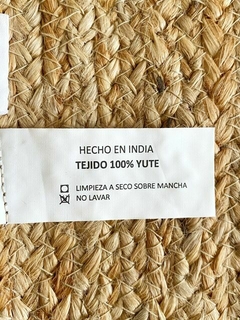 HECHO EN INDIA
TEJIDO 100% YUTE
LIMPIEZA A SECO SOBRE MANCHA
NO LAVAR